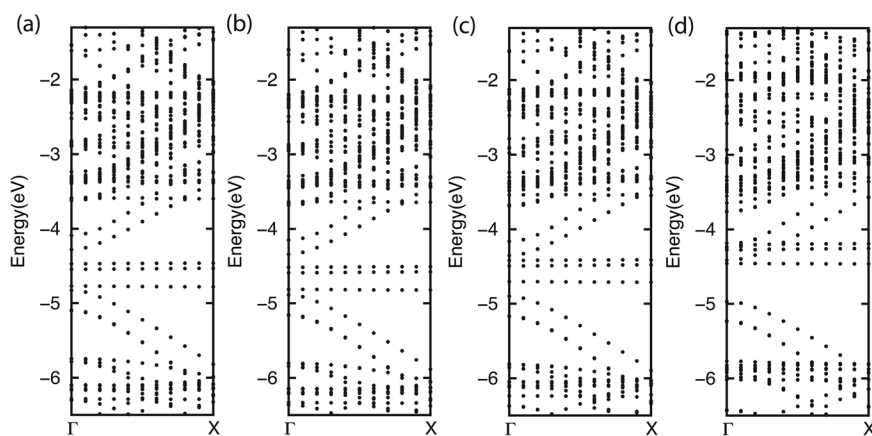 (a) (b) (c) (d)
Energy(eV) Energy(eV) Energy(eV) Energy(eV)
−2 −2 −2 −2
−3 −3 −3 −3
−4 −4 −4 −4
−5 −5 −5 −5
−6 −6 −6 −6
Γ X Γ X Γ X Γ X